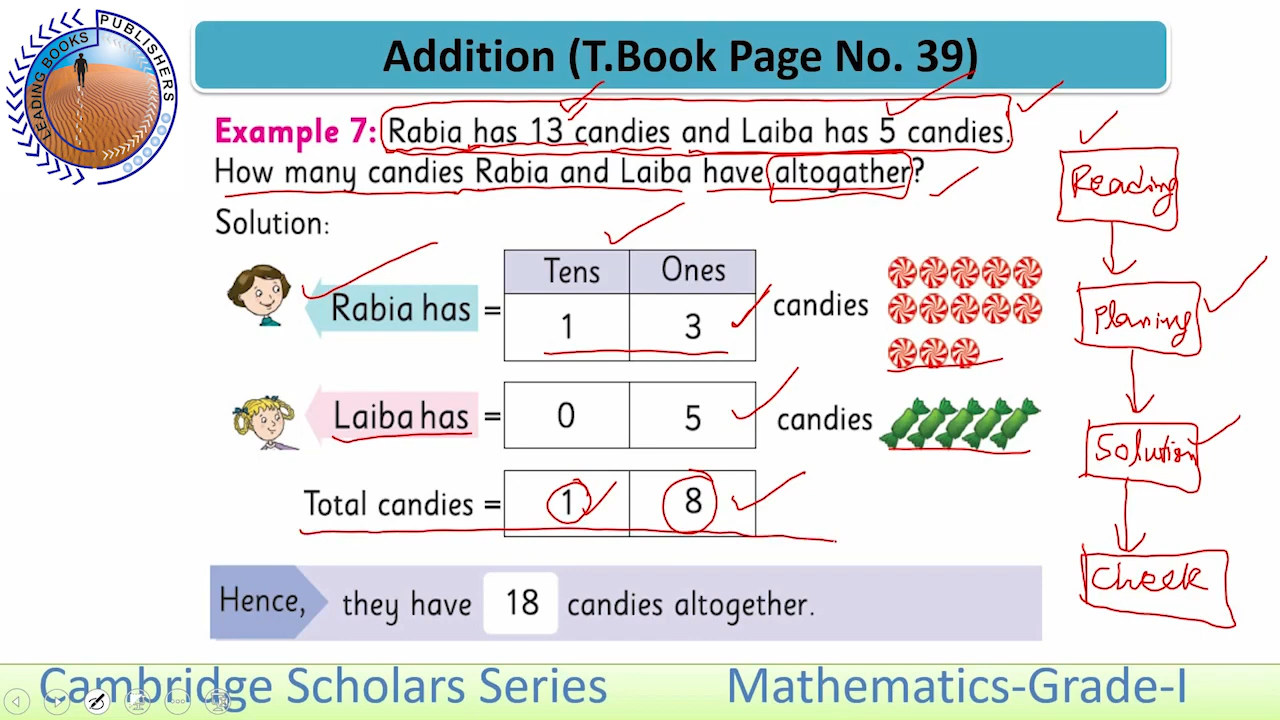 LEADING BOOKS PUBLISHERS
Addition (T.Book Page No. 39)
Example 7: Rabia has 13 candies and Laiba has 5 candies.
How many candies Rabia and Laiba have altogather?
Solution:
Tens Ones
Rabia has = 1 3 candies
Laiba has = 0 5 candies
Total candies = 1 8
Hence, they have 18 candies altogether.
Reading
Planing
Solution
Check
Cambridge Scholars Series Mathematics-Grade-I